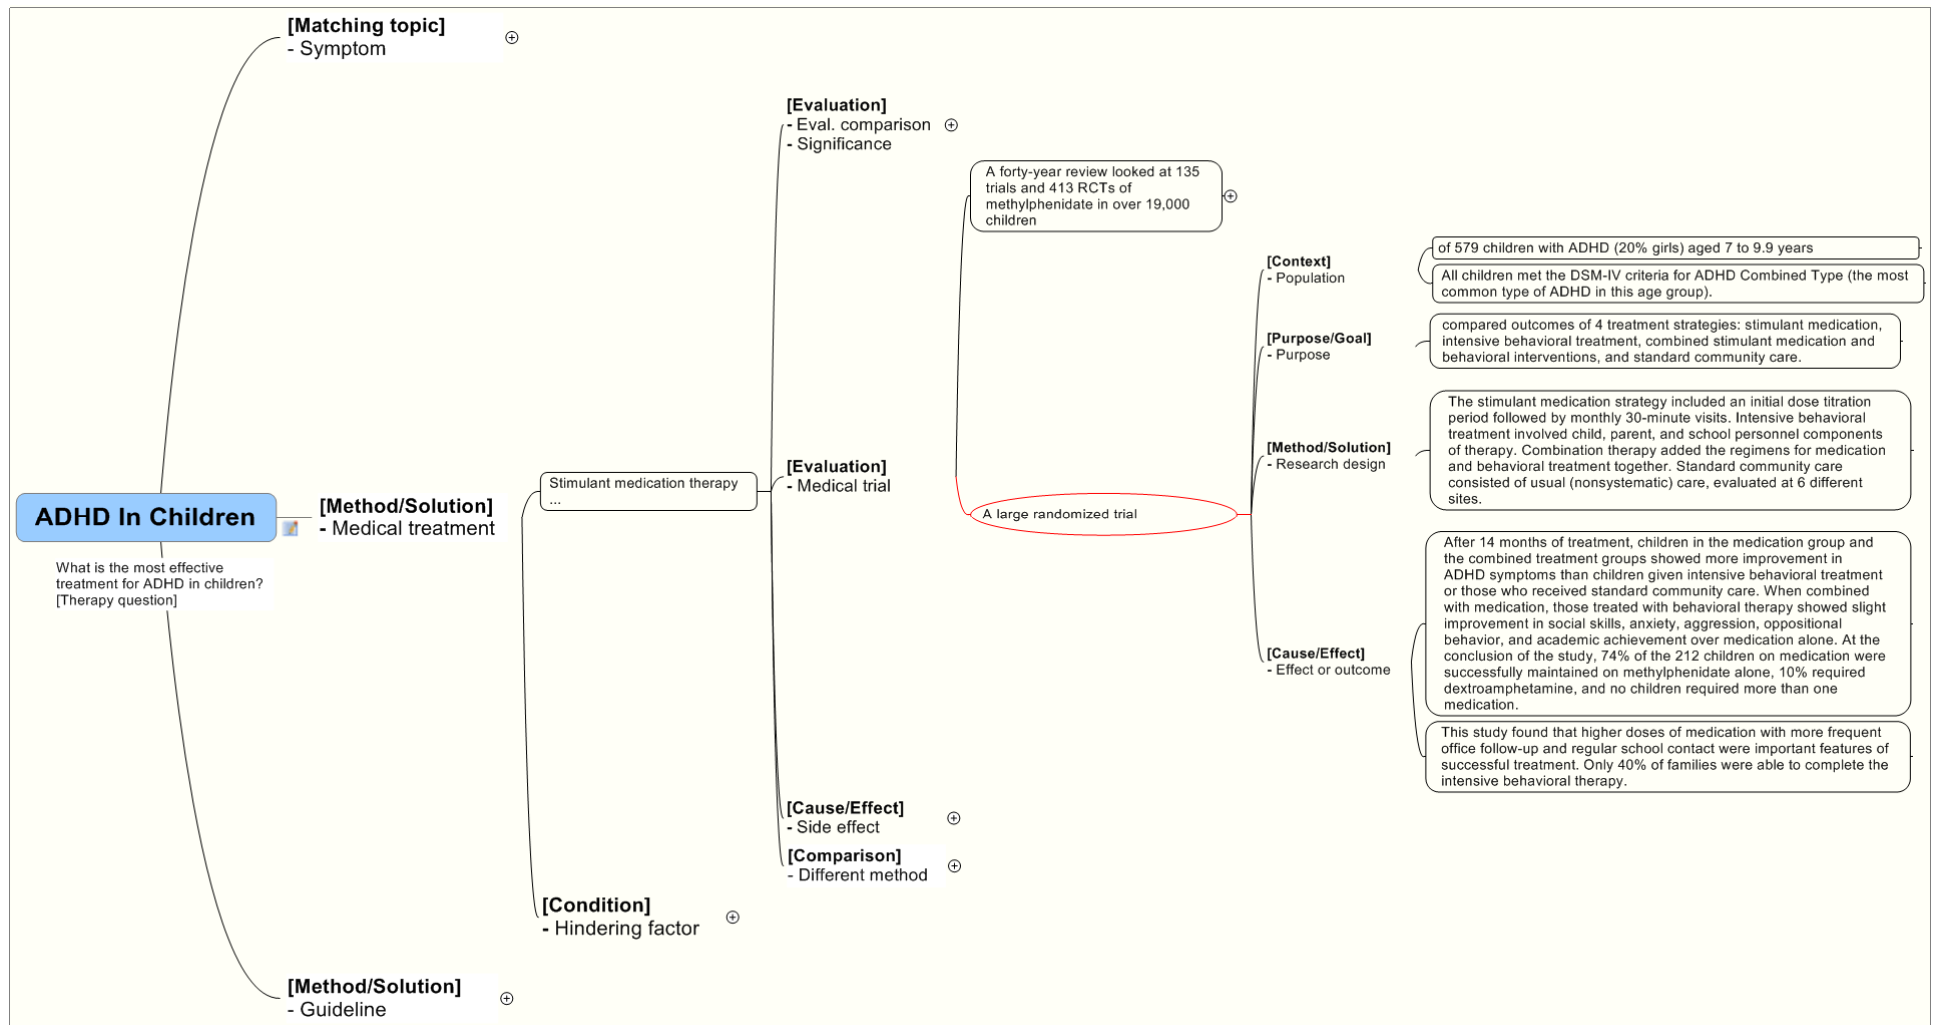 [Matching topic]
- Symptom
[Evaluation]
- Eval. comparison
- Significance
A forty-year review looked at 135
trials and 413 RCTs of
methylphenidate in over 19,000
children
[Context]
- Population
of 579 children with ADHD (20% girls) aged 7 to 9.9 years
All children met the DSM-IV criteria for ADHD Combined Type (the most
common type of ADHD in this age group).
[Purpose/Goal]
- Purpose
compared outcomes of 4 treatment strategies: stimulant medication,
intensive behavioral treatment, combined stimulant medication and
behavioral interventions, and standard community care.
[Method/Solution]
- Research design
The stimulant medication strategy included an initial dose titration
period followed by monthly 30-minute visits. Intensive behavioral
treatment involved child, parent, and school personnel components
of therapy. Combination therapy added the regimens for medication
and behavioral treatment together. Standard community care
consisted of usual (nonsystematic) care, evaluated at 6 different
sites.
[Evaluation]
- Medical trial
Stimulant medication therapy
...
A large randomized trial
ADHD In Children
[Method/Solution]
- Medical treatment
What is the most effective
treatment for ADHD in children?
[Therapy question]
After 14 months of treatment, children in the medication group and
the combined treatment groups showed more improvement in
ADHD symptoms than children given intensive behavioral treatment
or those who received standard community care. When combined
with medication, those treated with behavioral therapy showed slight
improvement in social skills, anxiety, aggression, oppositional
behavior, and academic achievement over medication alone. At the
conclusion of the study, 74% of the 212 children on medication were
successfully maintained on methylphenidate alone, 10% required
dextroamphetamine, and no children required more than one
medication.
[Cause/Effect]
- Effect or outcome
This study found that higher doses of medication with more frequent
office follow-up and regular school contact were important features of
successful treatment. Only 40% of families were able to complete the
intensive behavioral therapy.
[Cause/Effect]
- Side effect
[Comparison]
- Different method
[Condition]
- Hindering factor
[Method/Solution]
- Guideline